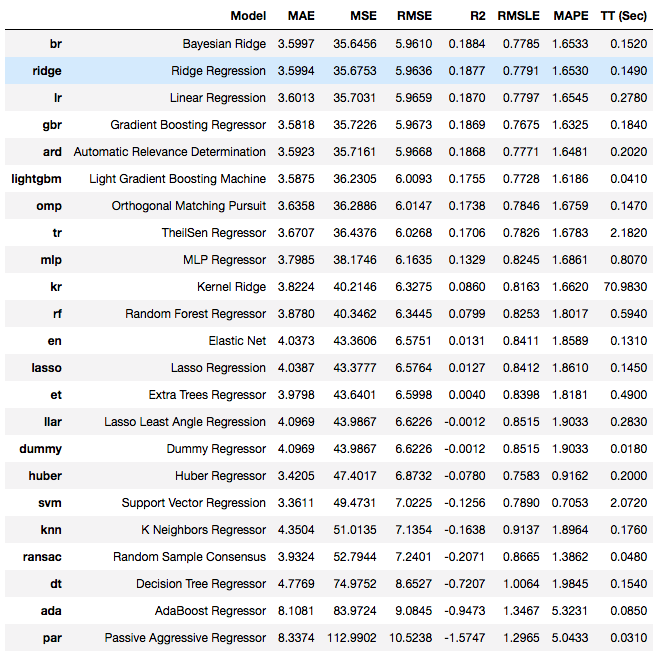 Model MAE MSE RMSE R2 RMSLE MAPE TT (Sec)
br Bayesian Ridge 3.5997 35.6456 5.9610 0.1884 0.7785 1.6533 0.1520
ridge Ridge Regression 3.5994 35.6753 5.9636 0.1877 0.7791 1.6530 0.1490
lr Linear Regression 3.6013 35.7031 5.9659 0.1870 0.7797 1.6545 0.2780
gbr Gradient Boosting Regressor 3.5818 35.7226 5.9673 0.1869 0.7675 1.6325 0.1840
ard Automatic Relevance Determination 3.5923 35.7161 5.9668 0.1868 0.7771 1.6481 0.2020
lightgbm Light Gradient Boosting Machine 3.5875 36.2305 6.0093 0.1755 0.7728 1.6186 0.0410
omp Orthogonal Matching Pursuit 3.6358 36.2886 6.0147 0.1738 0.7846 1.6759 0.1470
tr TheilSen Regressor 3.6707 36.4376 6.0268 0.1706 0.7826 1.6783 2.1820
mlp MLP Regressor 3.7985 38.1746 6.1635 0.1329 0.8245 1.6861 0.8070
kr Kernel Ridge 3.8224 40.2146 6.3275 0.0860 0.8163 1.6620 70.9830
rf Random Forest Regressor 3.8780 40.3462 6.3445 0.0799 0.8253 1.8017 0.5940
en Elastic Net 4.0373 43.3606 6.5751 0.0131 0.8411 1.8589 0.1310
lasso Lasso Regression 4.0387 43.3777 6.5764 0.0127 0.8412 1.8610 0.1450
et Extra Trees Regressor 3.9798 43.6401 6.5998 0.0040 0.8398 1.8181 0.4900
llar Lasso Least Angle Regression 4.0969 43.9867 6.6226 -0.0012 0.8515 1.9033 0.2830
dummy Dummy Regressor 4.0969 43.9867 6.6226 -0.0012 0.8515 1.9033 0.0180
huber Huber Regressor 3.4205 47.4017 6.8732 -0.0780 0.7583 0.9162 0.2000
svm Support Vector Regression 3.3611 49.4731 7.0225 -0.1256 0.7890 0.7053 2.0720
knn K Neighbors Regressor 4.3504 51.0135 7.1354 -0.1638 0.9137 1.8964 0.1760
ransac Random Sample Consensus 3.9324 52.7944 7.2401 -0.2071 0.8665 1.3862 0.0480
dt Decision Tree Regressor 4.7769 74.9752 8.6527 -0.7207 1.0064 1.9845 0.1540
ada AdaBoost Regressor 8.1081 83.9724 9.0845 -0.9473 1.3467 5.3231 0.0850
par Passive Aggressive Regressor 8.3374 112.9902 10.5238 -1.5747 1.2965 5.0433 0.0310